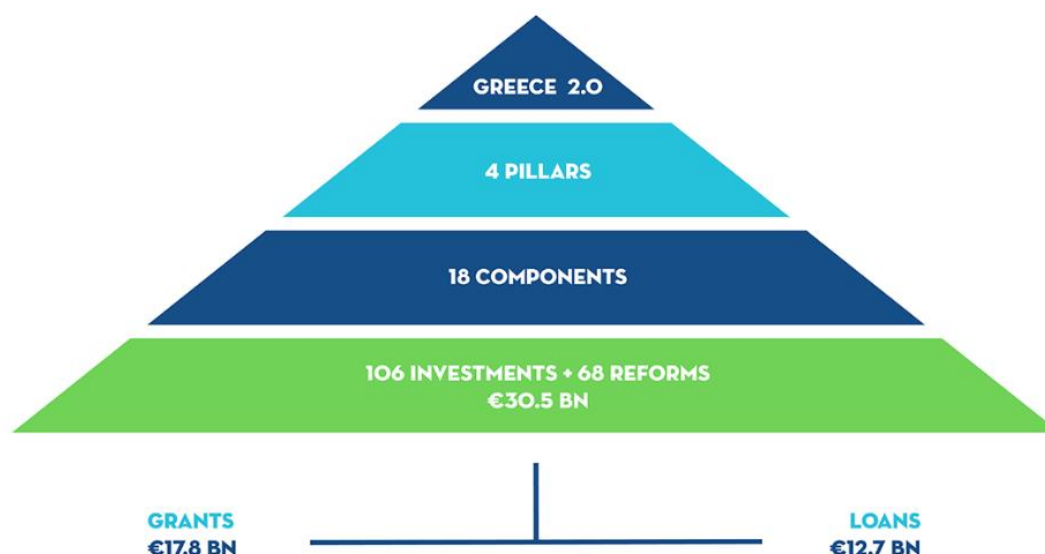 GREECE 2.0
4 PILLARS
18 COMPONENTS
106 INVESTMENTS + 68 REFORMS
€30.5 BN
GRANTS
€17.8 BN
LOANS
€12.7 BN